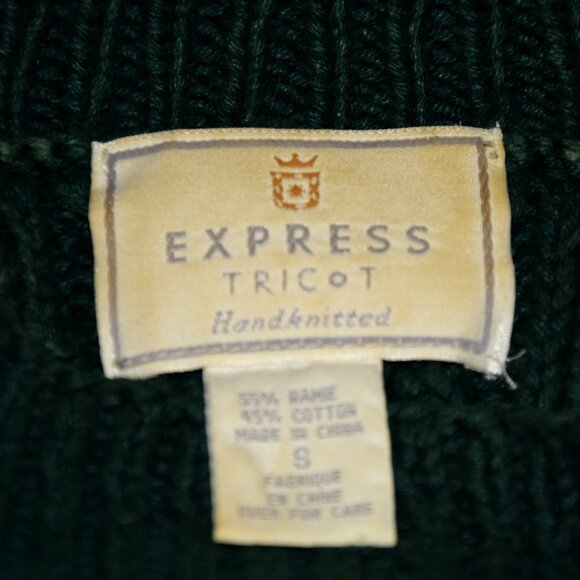 EXPRESS
TRICOT
Handknitted
55% RAMIE
45% COTTON
MADE IN CHINA
S
FABRIQUE
EN CHINE
OVER FOR CARE